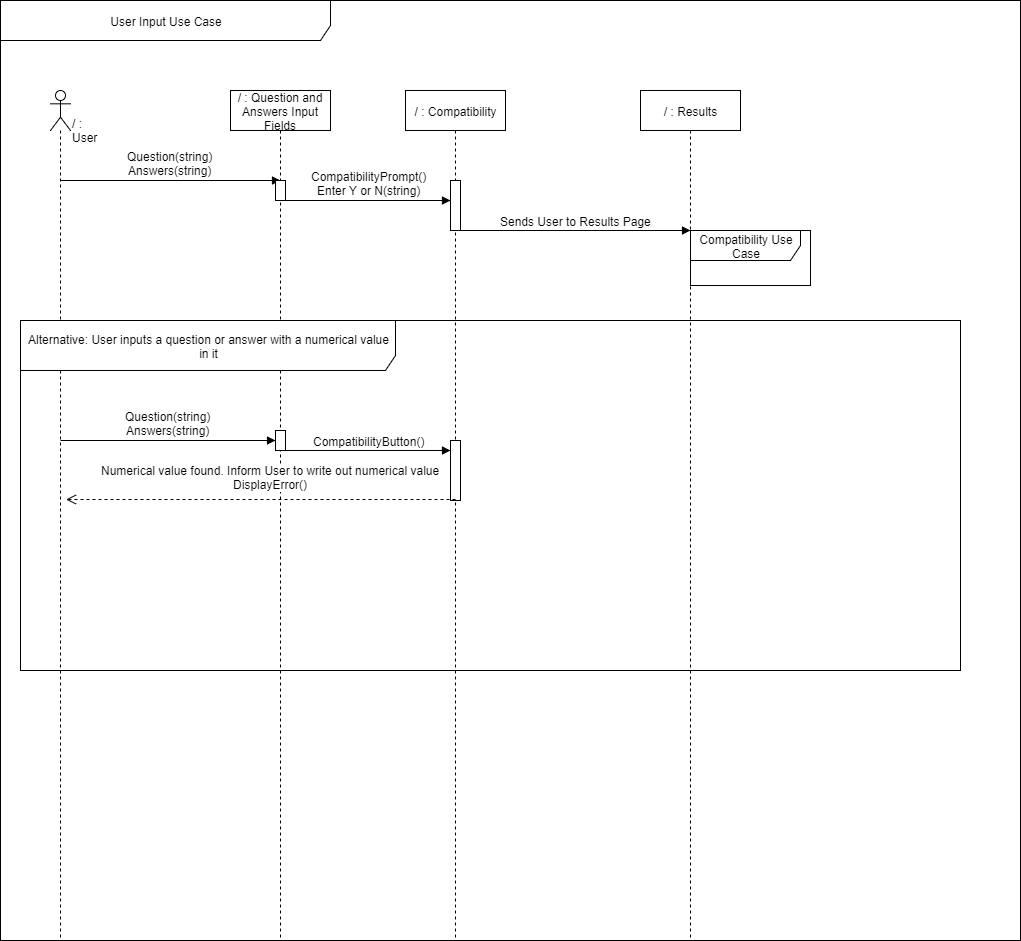 User Input Use Case
/ :
User
/ : Question and
Answers Input
Fields
/ : Compatibility
/ : Results
Question(string)
Answers(string)
CompatibilityPrompt()
Enter Y or N(string)
Sends User to Results Page
Compatibility Use
Case
Alternative: User inputs a question or answer with a numerical value
in it
Question(string)
Answers(string)
CompatibilityButton()
Numerical value found. Inform User to write out numerical value
DisplayError()